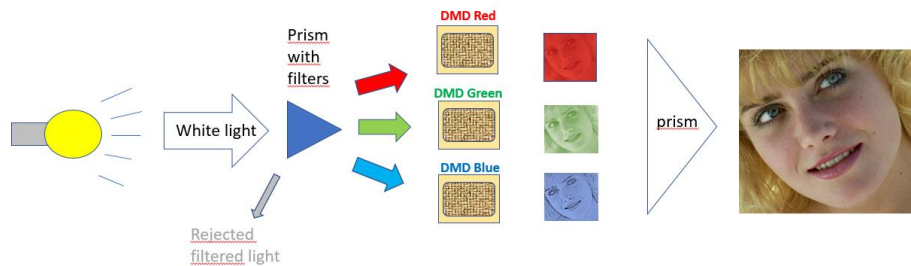 White light
Prism
with
filters
Rejected
filtered light
DMD Red
DMD Green
DMD Blue
prism